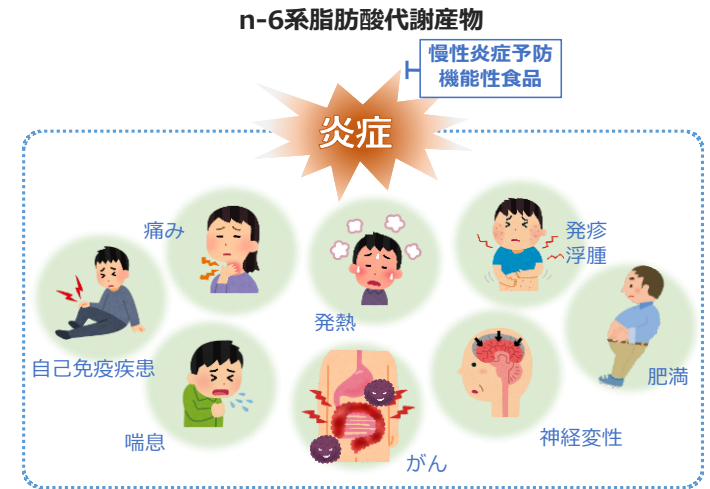 n-6系脂肪酸代謝産物
慢性炎症予防
機能性食品
炎症
痛み
発疹
浮腫
発熱
自己免疫疾患
肥満
喘息
神経変性
がん